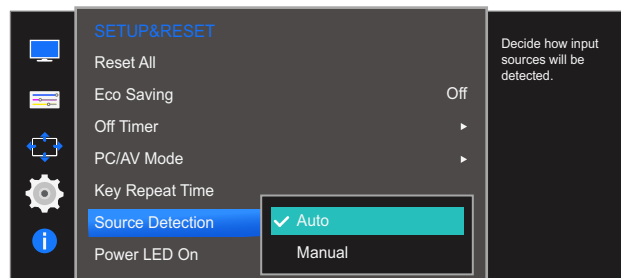 SETUP&RESET
Reset All
Eco Saving Off
Off Timer
PC/AV Mode
Key Repeat Time
Source Detection
Auto
Power LED On
Manual
Decide how input
sources will be
detected.